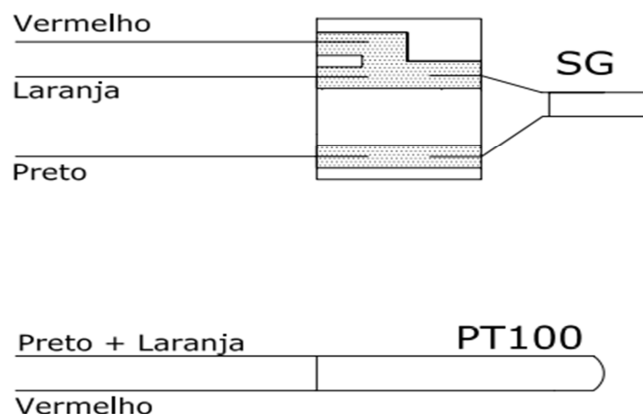 Vermelho
SG
Laranja
Preto
Preto + Laranja
PT100
Vermelho